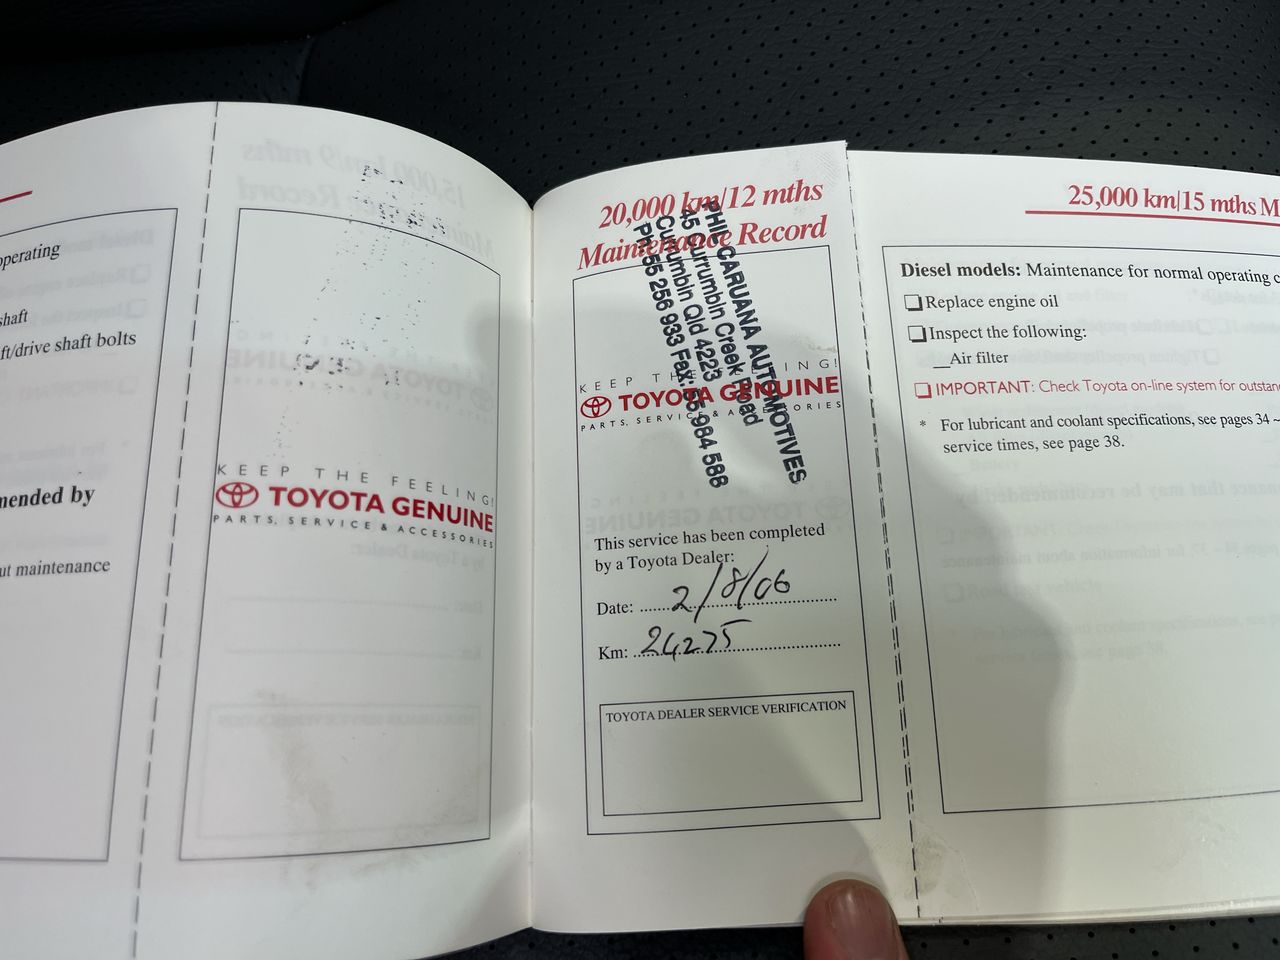 operating
shaft
ft/drive shaft bolts
mended by
ut maintenance
KEEP THE FEELING!
TOYOTA GENUINE
PARTS, SERVICE & ACCESSORIES
20,000 km/12 mths
Maintenance Record
PHIL CARUANA AUTOMOTIVES
45 Currumbin Creek Road
Currumbin Qld 4223
Ph: 55 256 933 Fax: 55 984 588
KEEP THE FEELING!
TOYOTA GENUINE
PARTS, SERVICE & ACCESSORIES
This service has been completed
by a Toyota Dealer:
Date: 2/8/06
Km: 24275
TOYOTA DEALER SERVICE VERIFICATION
25,000 km/15 mths M
Diesel models: Maintenance for normal operating c
Replace engine oil
Inspect the following:
__Air filter
IMPORTANT: Check Toyota on-line system for outstan
* For lubricant and coolant specifications, see pages 34 ~
service times, see page 38.